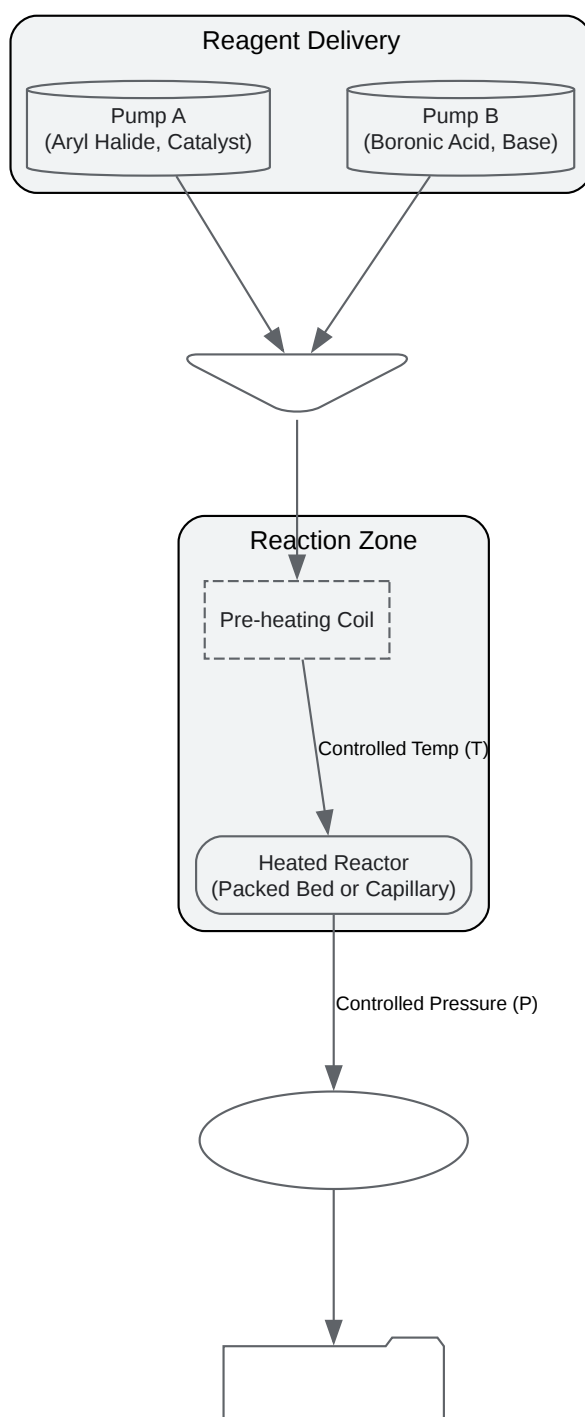 Reagent Delivery
Pump A
(Aryl Halide, Catalyst)
Pump B
(Boronic Acid, Base)
Reaction Zone
Pre-heating Coil
Controlled Temp (T)
Heated Reactor
(Packed Bed or Capillary)
Controlled Pressure (P)